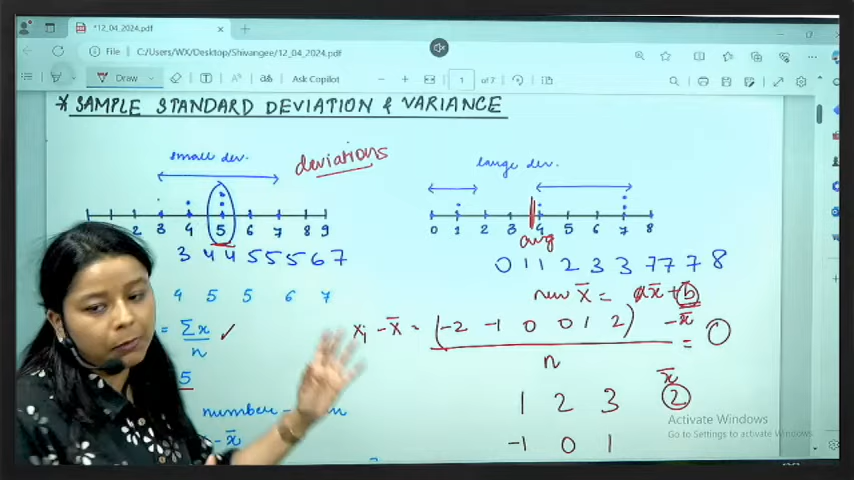 *12_04_2024.pdf
File C:/Users/WX/Desktop/Shivangee/12_04_2024.pdf
Draw Ask Copilot 1 of 7
* SAMPLE STANDARD DEVIATION & VARIANCE
small dev. deviations large dev.
2 3 4 5 6 7 8 9 0 1 2 3 4 5 6 7 8
avg
3 4 4 5 5 5 6 7 0 1 1 2 3 3 7 7 7 8
4 5 5 6 7 new x̄ = ax̄ + b
= Σx / n ✓ xᵢ - x̄ = (-2 -1 0 0 1 2) - x̄ / n = 0
5
1 2 3 x̄ 2
number -
- x̄ -1 0 1
Activate Windows
Go to Settings to activate Windows.